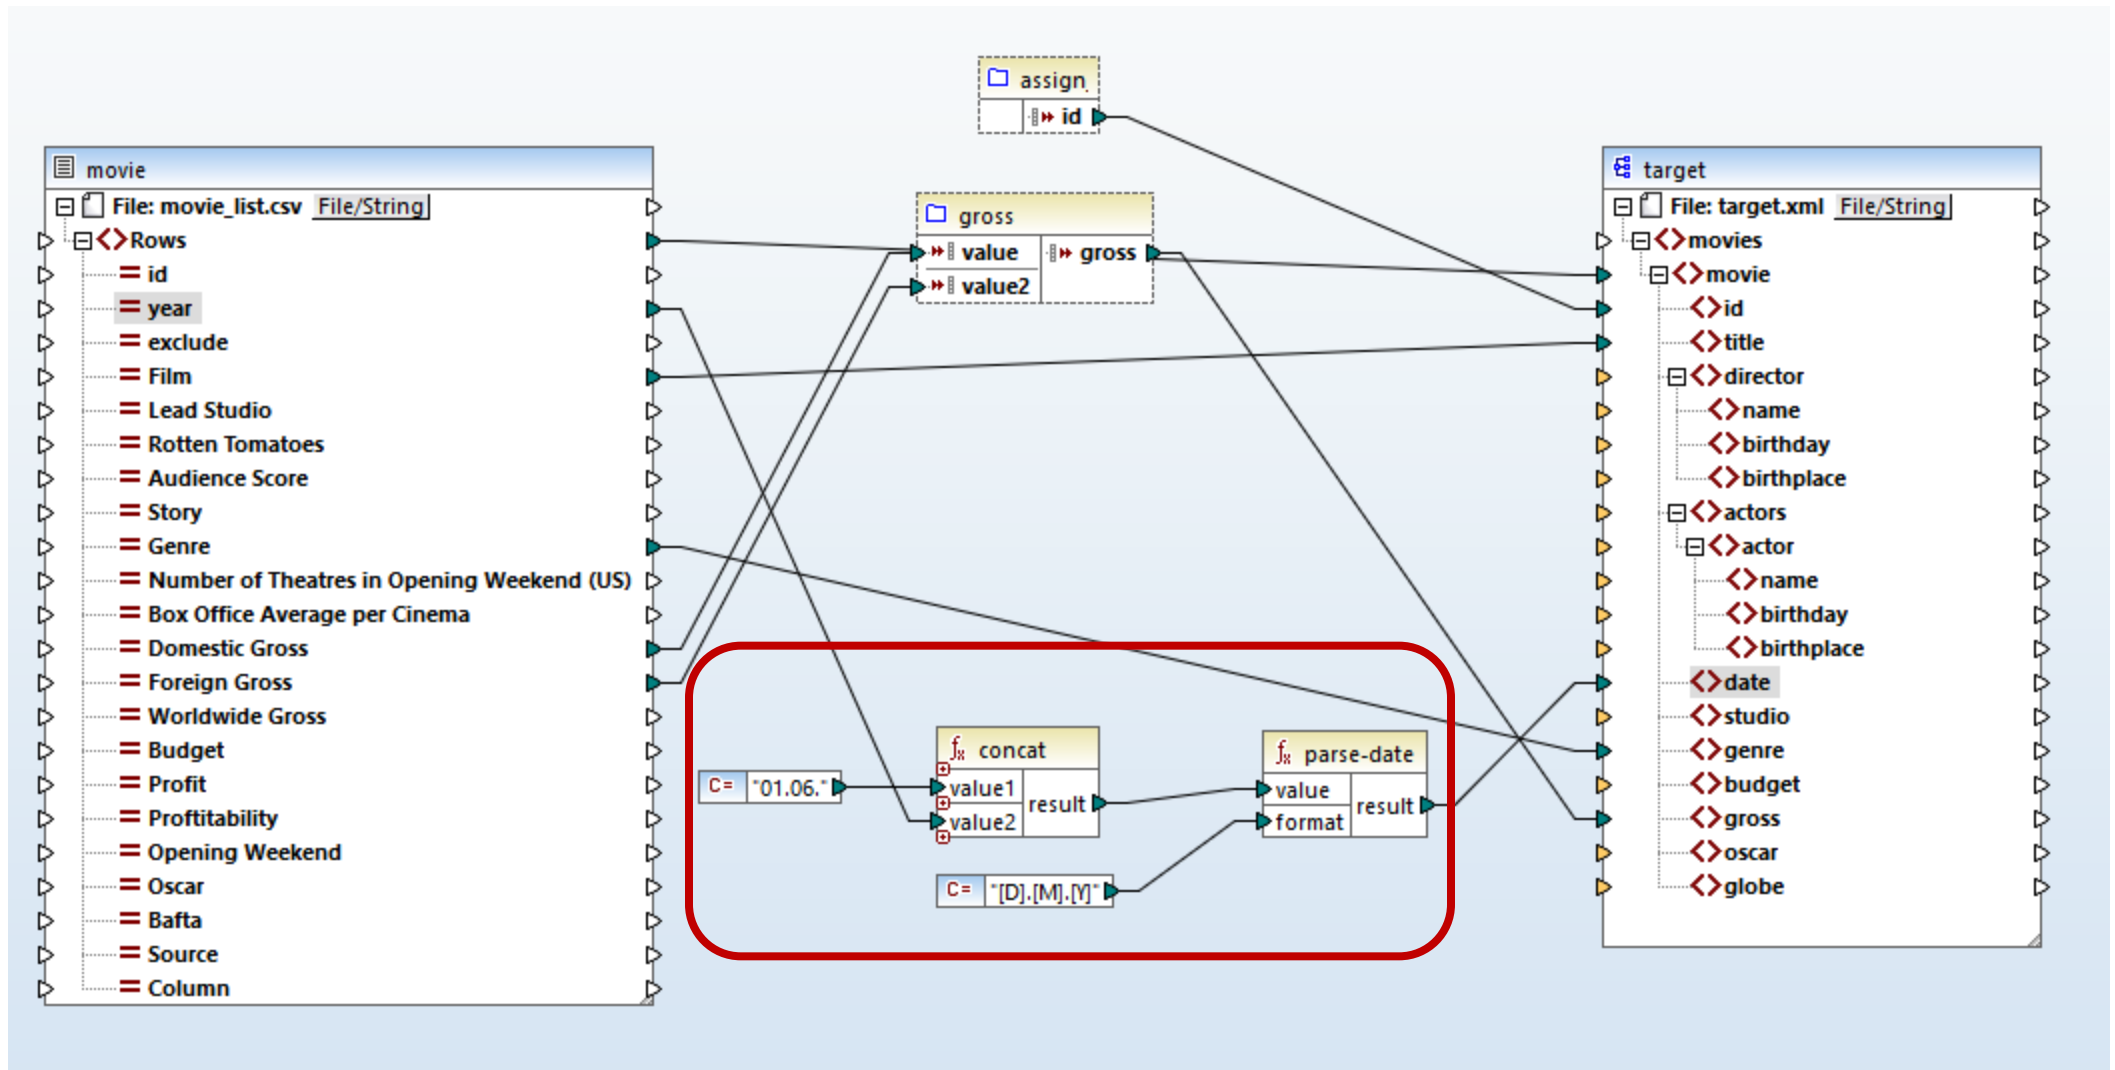 assign
id
movie
File: movie_list.csv File/String
Rows
id
year
exclude
Film
Lead Studio
Rotten Tomatoes
Audience Score
Story
Genre
Number of Theatres in Opening Weekend (US)
Box Office Average per Cinema
Domestic Gross
Foreign Gross
Worldwide Gross
Budget
Profit
Proftitability
Opening Weekend
Oscar
Bafta
Source
Column
gross
value gross
value2
C= "01.06."
concat
value1
result
value2
C= "[D].[M].[Y]"
parse-date
value
result
format
target
File: target.xml File/String
movies
movie
id
title
director
name
birthday
birthplace
actors
actor
name
birthday
birthplace
date
studio
genre
budget
gross
oscar
globe